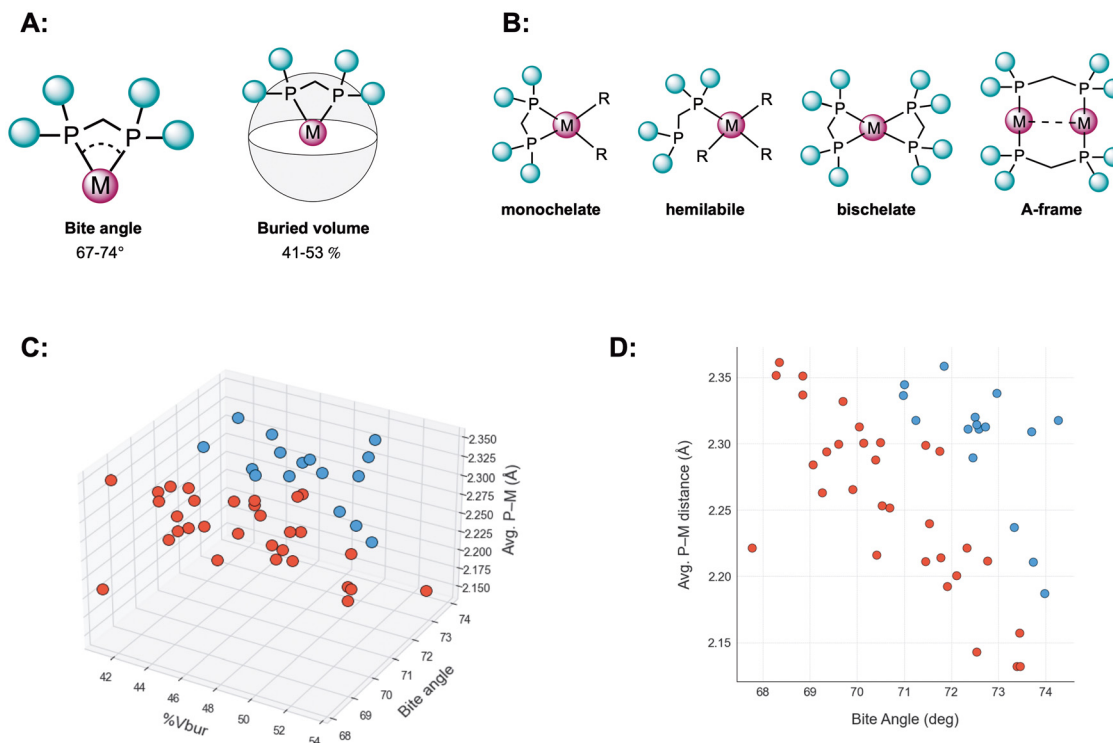 A:
P
P
M
Bite angle
67-74°
P
P
M
Buried volume
41-53 %
B:
P
P
M
R
R
monochelate
P
P
M
R
R
R
hemilabile
P
P
M
P
P
bischelate
P
P
M
M
P
P
A-frame
C:
2.350
2.325
2.300
2.275
2.250
2.225
2.200
2.175
2.150
Avg. P–M (Å)
74
73
72
71
70
69
68
Bite angle
42
44
46
48
50
52
54
%Vbur
D:
2.35
2.30
2.25
2.20
2.15
Avg. P–M distance (Å)
68
69
70
71
72
73
74
Bite Angle (deg)